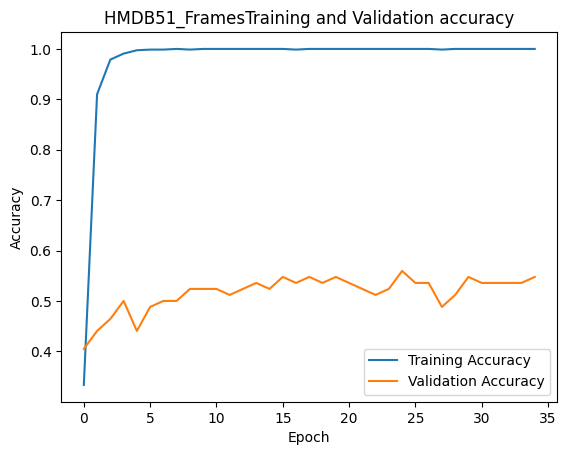 HMDB51_FramesTraining and Validation accuracy
1.0
0.9
0.8
0.7
0.6
0.5
0.4
Accuracy
0 5 10 15 20 25 30 35
Epoch
Training Accuracy
Validation Accuracy